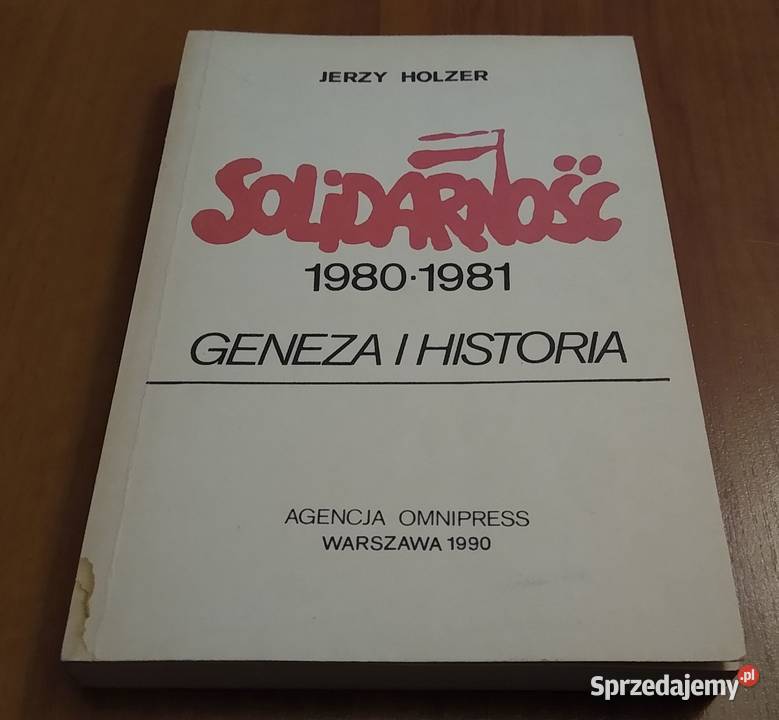 JERZY HOLZER
SOLiDARNOŚĆ
1980·1981
GENEZA I HISTORIA
AGENCJA OMNIPRESS
WARSZAWA 1990
Sprzedajemy.pl